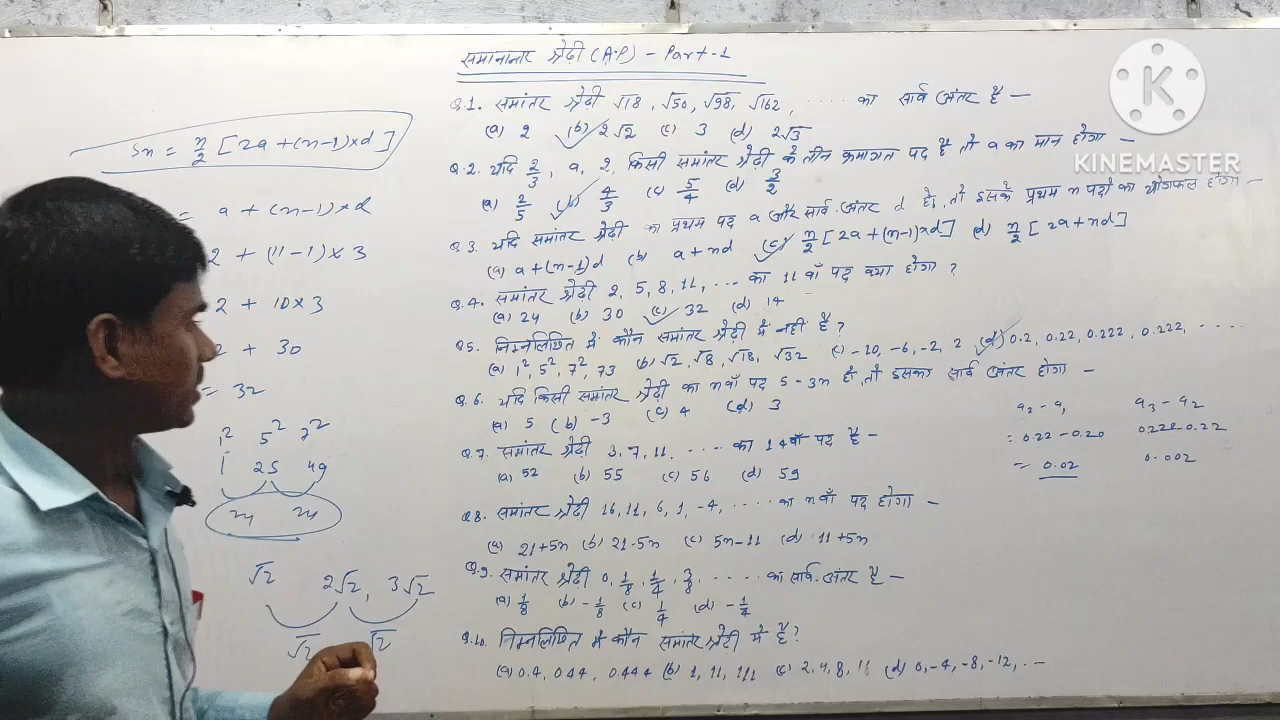 समानान्तर श्रेढ़ी (A.P) - Part-1
Q.1. समांतर श्रेढ़ी √18, √50, √98, √162, ..... का सार्व अंतर है —
(a) 2 (b) 2√2 (c) 3 (d) 2√3
Q.2. यदि 2/3, a, 2, किसी समांतर श्रेढ़ी के तीन क्रमागत पद है तो a का मान होगा —
(a) 2/5 (b) 4/3 (c) 5/4 (d) 3/2
Q.3. यदि समांतर श्रेढ़ी का प्रथम पद a और सार्व. अंतर d हो, तो इसके प्रथम n पदों का योगफल होगा —
(a) a+(n-1)d (b) a+nd (c) n/2 [2a+(n-1)×d] (d) n/2 [2a+nd]
Q.4. समांतर श्रेढ़ी 2, 5, 8, 11, ... का 11 वाँ पद क्या होगा ?
(a) 24 (b) 30 (c) 32 (d) 14
Q5. निम्नलिखित में कौन समांतर श्रेढ़ी में नहीं है ?
(a) 1², 5², 7², 73 (b) √2, √8, √18, √32 (c) -10, -6, -2, 2 (d) 0.2, 0.22, 0.222, 0.222, ....
Q.6. यदि किसी समांतर श्रेढ़ी का nवाँ पद 5-3n हो, तो इसका सार्व अंतर होगा —
(a) 5 (b) -3 (c) 4 (d) 3
Q.7. समांतर श्रेढ़ी 3, 7, 11, .... का 14वाँ पद है —
(a) 52 (b) 55 (c) 56 (d) 59
Q8. समांतर श्रेढ़ी 16, 11, 6, 1, -4, .... का nवाँ पद होगा —
(a) 21+5n (b) 21-5n (c) 5n-11 (d) 11+5n
Q.9. समांतर श्रेढ़ी 0, 1/8, 1/4, 3/8, ..... का सार्व. अंतर है —
(a) 1/8 (b) -1/8 (c) 1/4 (d) -1/4
Q.10. निम्नलिखित में कौन समांतर श्रेढ़ी में है ?
(a) 0.4, 0.44, 0.444 (b) 1, 11, 111 (c) 2, 4, 8, 11 (d) 0, -4, -8, -12, ...
Sn = n/2 [2a+(n-1)×d]
= a+(n-1)×d
2 + (11-1)×3
2 + 10×3
2 + 30
= 32
1² 5² 7²
1 25 49
24 24
√2 2√2, 3√2
√2 √2
a₂-a₁ a₃-a₂
= 0.22-0.20 0.222-0.22
= 0.02 0.002
KINEMASTER